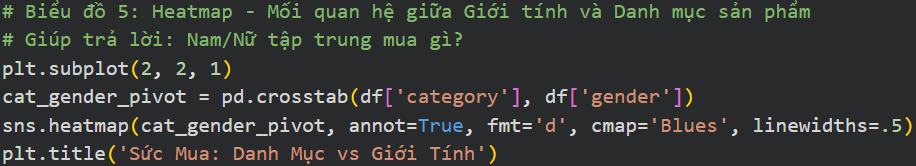 # Biểu đồ 5: Heatmap - Mối quan hệ giữa Giới tính và Danh mục sản phẩm
# Giúp trả lời: Nam/Nữ tập trung mua gì?
plt.subplot(2, 2, 1)
cat_gender_pivot = pd.crosstab(df['category'], df['gender'])
sns.heatmap(cat_gender_pivot, annot=True, fmt='d', cmap='Blues', linewidths=.5)
plt.title('Sức Mua: Danh Mục vs Giới Tính')